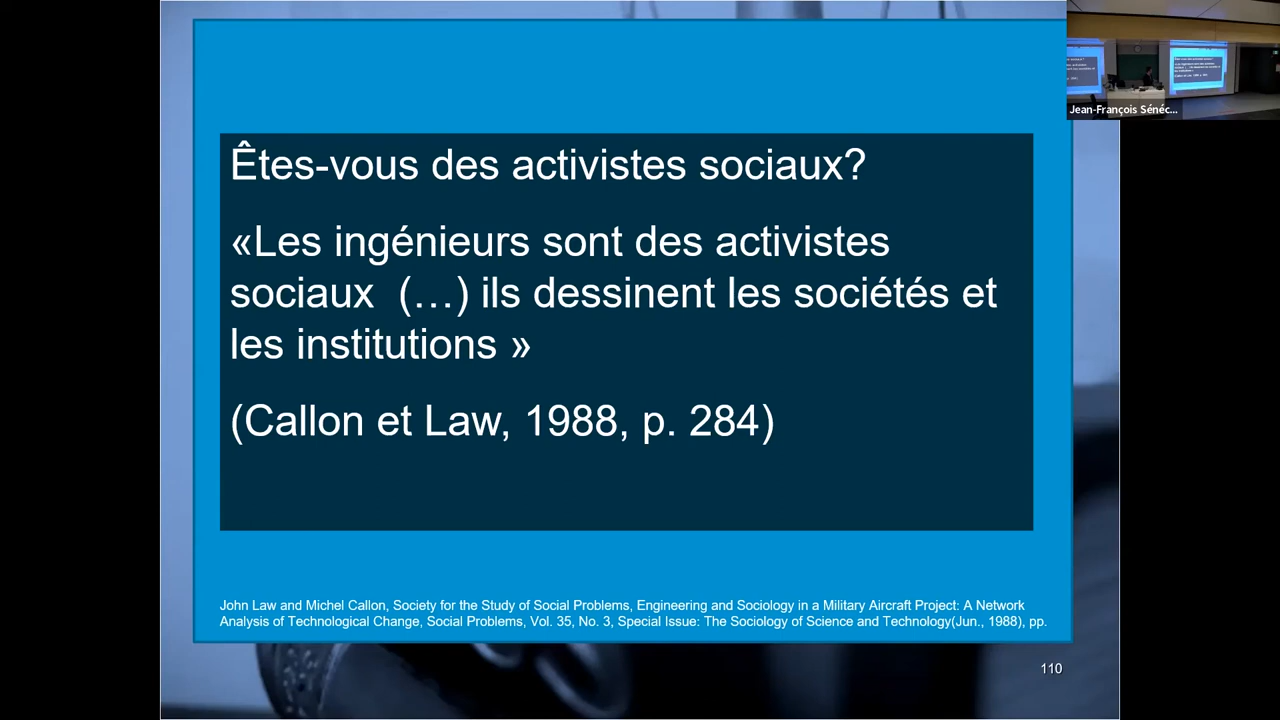 Jean-François Sénéc...
Êtes-vous des activistes sociaux?
«Les ingénieurs sont des activistes
sociaux (…) ils dessinent les sociétés et
les institutions »
(Callon et Law, 1988, p. 284)
John Law and Michel Callon, Society for the Study of Social Problems, Engineering and Sociology in a Military Aircraft Project: A Network
Analysis of Technological Change, Social Problems, Vol. 35, No. 3, Special Issue: The Sociology of Science and Technology(Jun., 1988), pp.
110